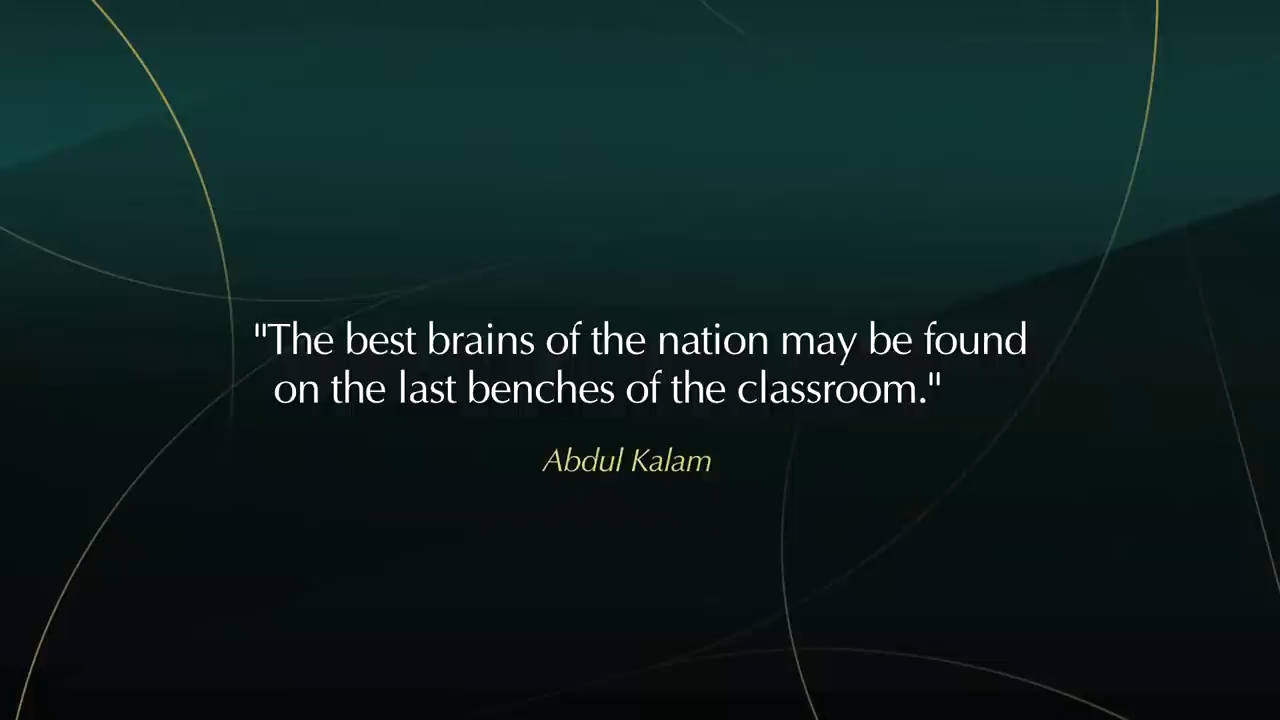 "The best brains of the nation may be found
on the last benches of the classroom."
Abdul Kalam